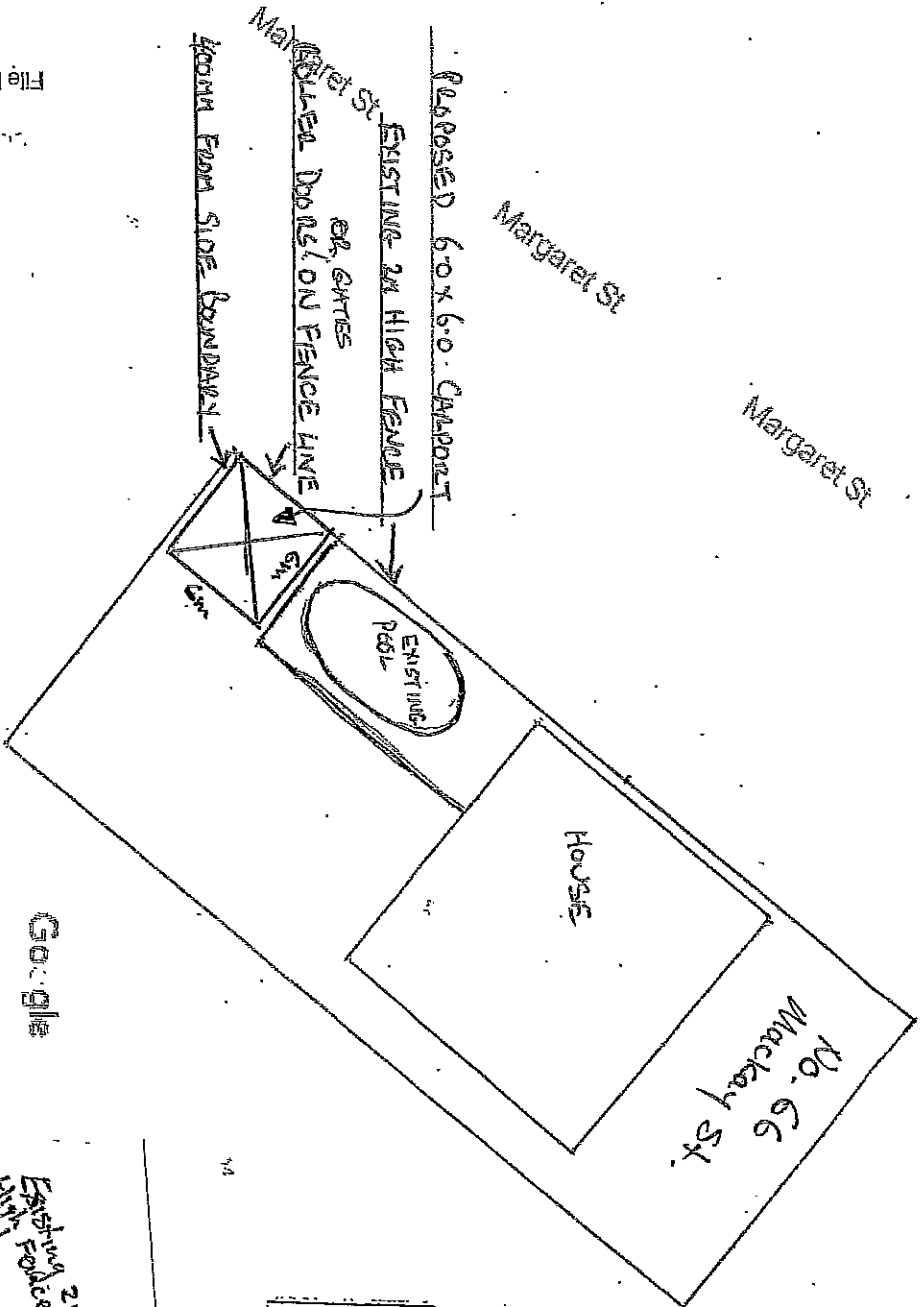 PROPOSED 6.0 x 6.0. CARPORT
EXISTING 2M HIGH FENCE
OR GATES
ROLLER DOORS/ON FENCE LINE
400MM FROM SIDE BOUNDARY
Margaret St
Margaret St
Margaret St
6m
6m
EXISTING
POOL
HOUSE
No. 66
Mackay St.
Google
Existing
High Fence
File